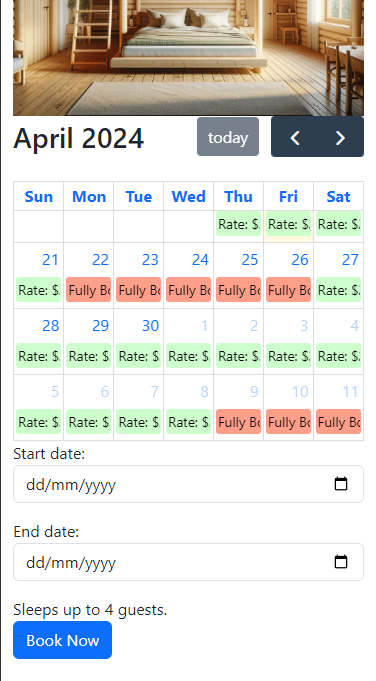 April 2024 today
Sun Mon Tue Wed Thu Fri Sat
Rate: $ Rate: $ Rate: $
21 22 23 24 25 26 27
Rate: $ Fully Bo Fully Bo Fully Bo Fully Bo Fully Bo Rate: $
28 29 30 1 2 3 4
Rate: $ Rate: $ Rate: $ Rate: $ Rate: $ Rate: $ Rate: $
5 6 7 8 9 10 11
Rate: $ Rate: $ Rate: $ Rate: $ Fully Bo Fully Bo Fully Bo
Start date:
dd/mm/yyyy
End date:
dd/mm/yyyy
Sleeps up to 4 guests.
Book Now